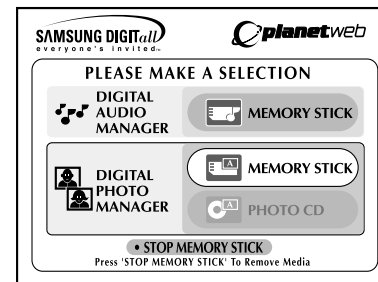 SAMSUNG DIGITall planetweb
everyone's invited™
PLEASE MAKE A SELECTION
DIGITAL
AUDIO
MANAGER
MEMORY STICK
DIGITAL
PHOTO
MANAGER
A MEMORY STICK
A PHOTO CD
• STOP MEMORY STICK
Press 'STOP MEMORY STICK' To Remove Media